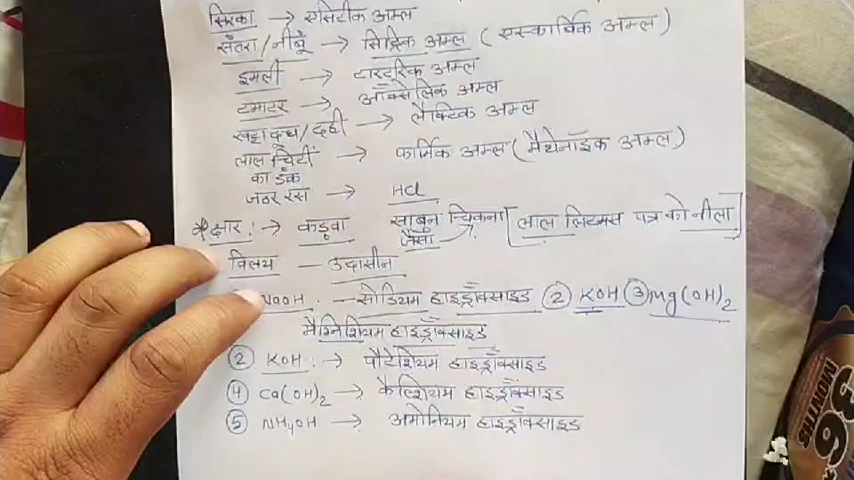 सिरका → एसिटीक अम्ल
संतरा/नींबू → सिट्रिक अम्ल (एस्कार्बिक अम्ल)
इमली → टारटरिक अम्ल
टमाटर → ऑक्सेलिक अम्ल
खट्टा दूध/दही → लैक्टिक अम्ल
लाल चिटीं का डंक → फार्मिक अम्ल (मैथेनॉइक अम्ल)
जठर रस → HCl
* क्षार :→ कड़वा साबुन जैसा चिकना [लाल लिटमस पत्र को नीला]
विलय — उदासीन
NaOH. — सोडियम हाइड्रॉक्साइड ② KOH ③ Mg(OH)2
मैग्निशियम हाइड्रॉक्साइड
② KOH :→ पौटेशियम हाइड्रॉक्साइड
④ Ca(OH)2 → कैल्शियम हाइड्रॉक्साइड
⑤ NH4OH → अमोनियम हाइड्रॉक्साइड
MONTHS
36